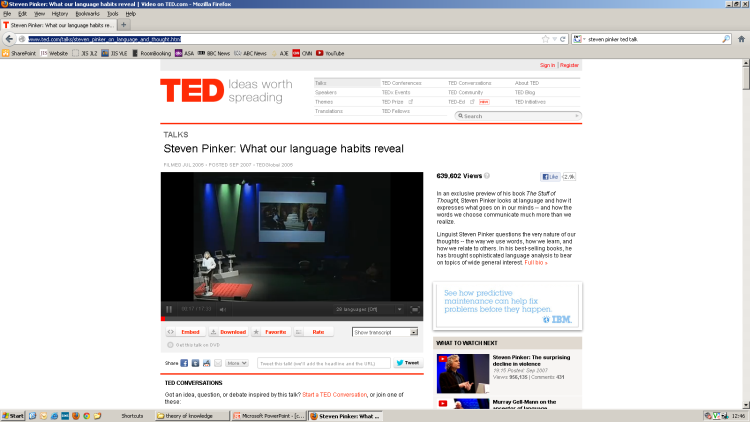 Steven Pinker: What our language habits reveal | Video on TED.com - Mozilla Firefox
File Edit View History Bookmarks Tools Help
Steven Pinker: What our language habits re...
www.ted.com/talks/steven_pinker_on_language_and_thought.html
steven pinker ted talk
SharePoint JIS Website JIS JLZ JIS VLE RoomBooking ASA BBC News ABC News AJE CNN YouTube
Sign in | Register
TED Ideas worth spreading
Talks TED Conferences TED Conversations About TED
Speakers TEDx Events TED Community TED Blog
Themes TED Prize TED-Ed TED Initiatives
Translations TED Fellows
Search
TALKS
Steven Pinker: What our language habits reveal
FILMED JUL 2005 • POSTED SEP 2007 • TEDGlobal 2005
639,602 Views
Like 2.9k
In an exclusive preview of his book The Stuff of
Thought, Steven Pinker looks at language and how it
expresses what goes on in our minds -- and how the
words we choose communicate much more than we
realize.
Linguist Steven Pinker questions the very nature of our
thoughts -- the way we use words, how we learn, and
how we relate to others. In his best-selling books, he
has brought sophisticated language analysis to bear
on topics of wide general interest. Full bio »
See how predictive
maintenance can help fix
problems before they happen.
IBM.
Embed Download Favorite Rate Show transcript
Get the talk on DVD
Share More
Tweet this talk (we'll add the headline and the URL)
Tweet
WHAT TO WATCH NEXT
Steven Pinker: The surprising
decline in violence
19:15 Posted: Sep 2007
Views 956,136 | Comments 431
Murray Gell-Mann on the
ancestor of language
TED CONVERSATIONS
Got an idea, question, or debate inspired by this talk? Start a TED Conversation, or join one of
these:
Start Shortcuts theory of knowledge Microsoft PowerPoint - [c... Steven Pinker: What ... 12:46